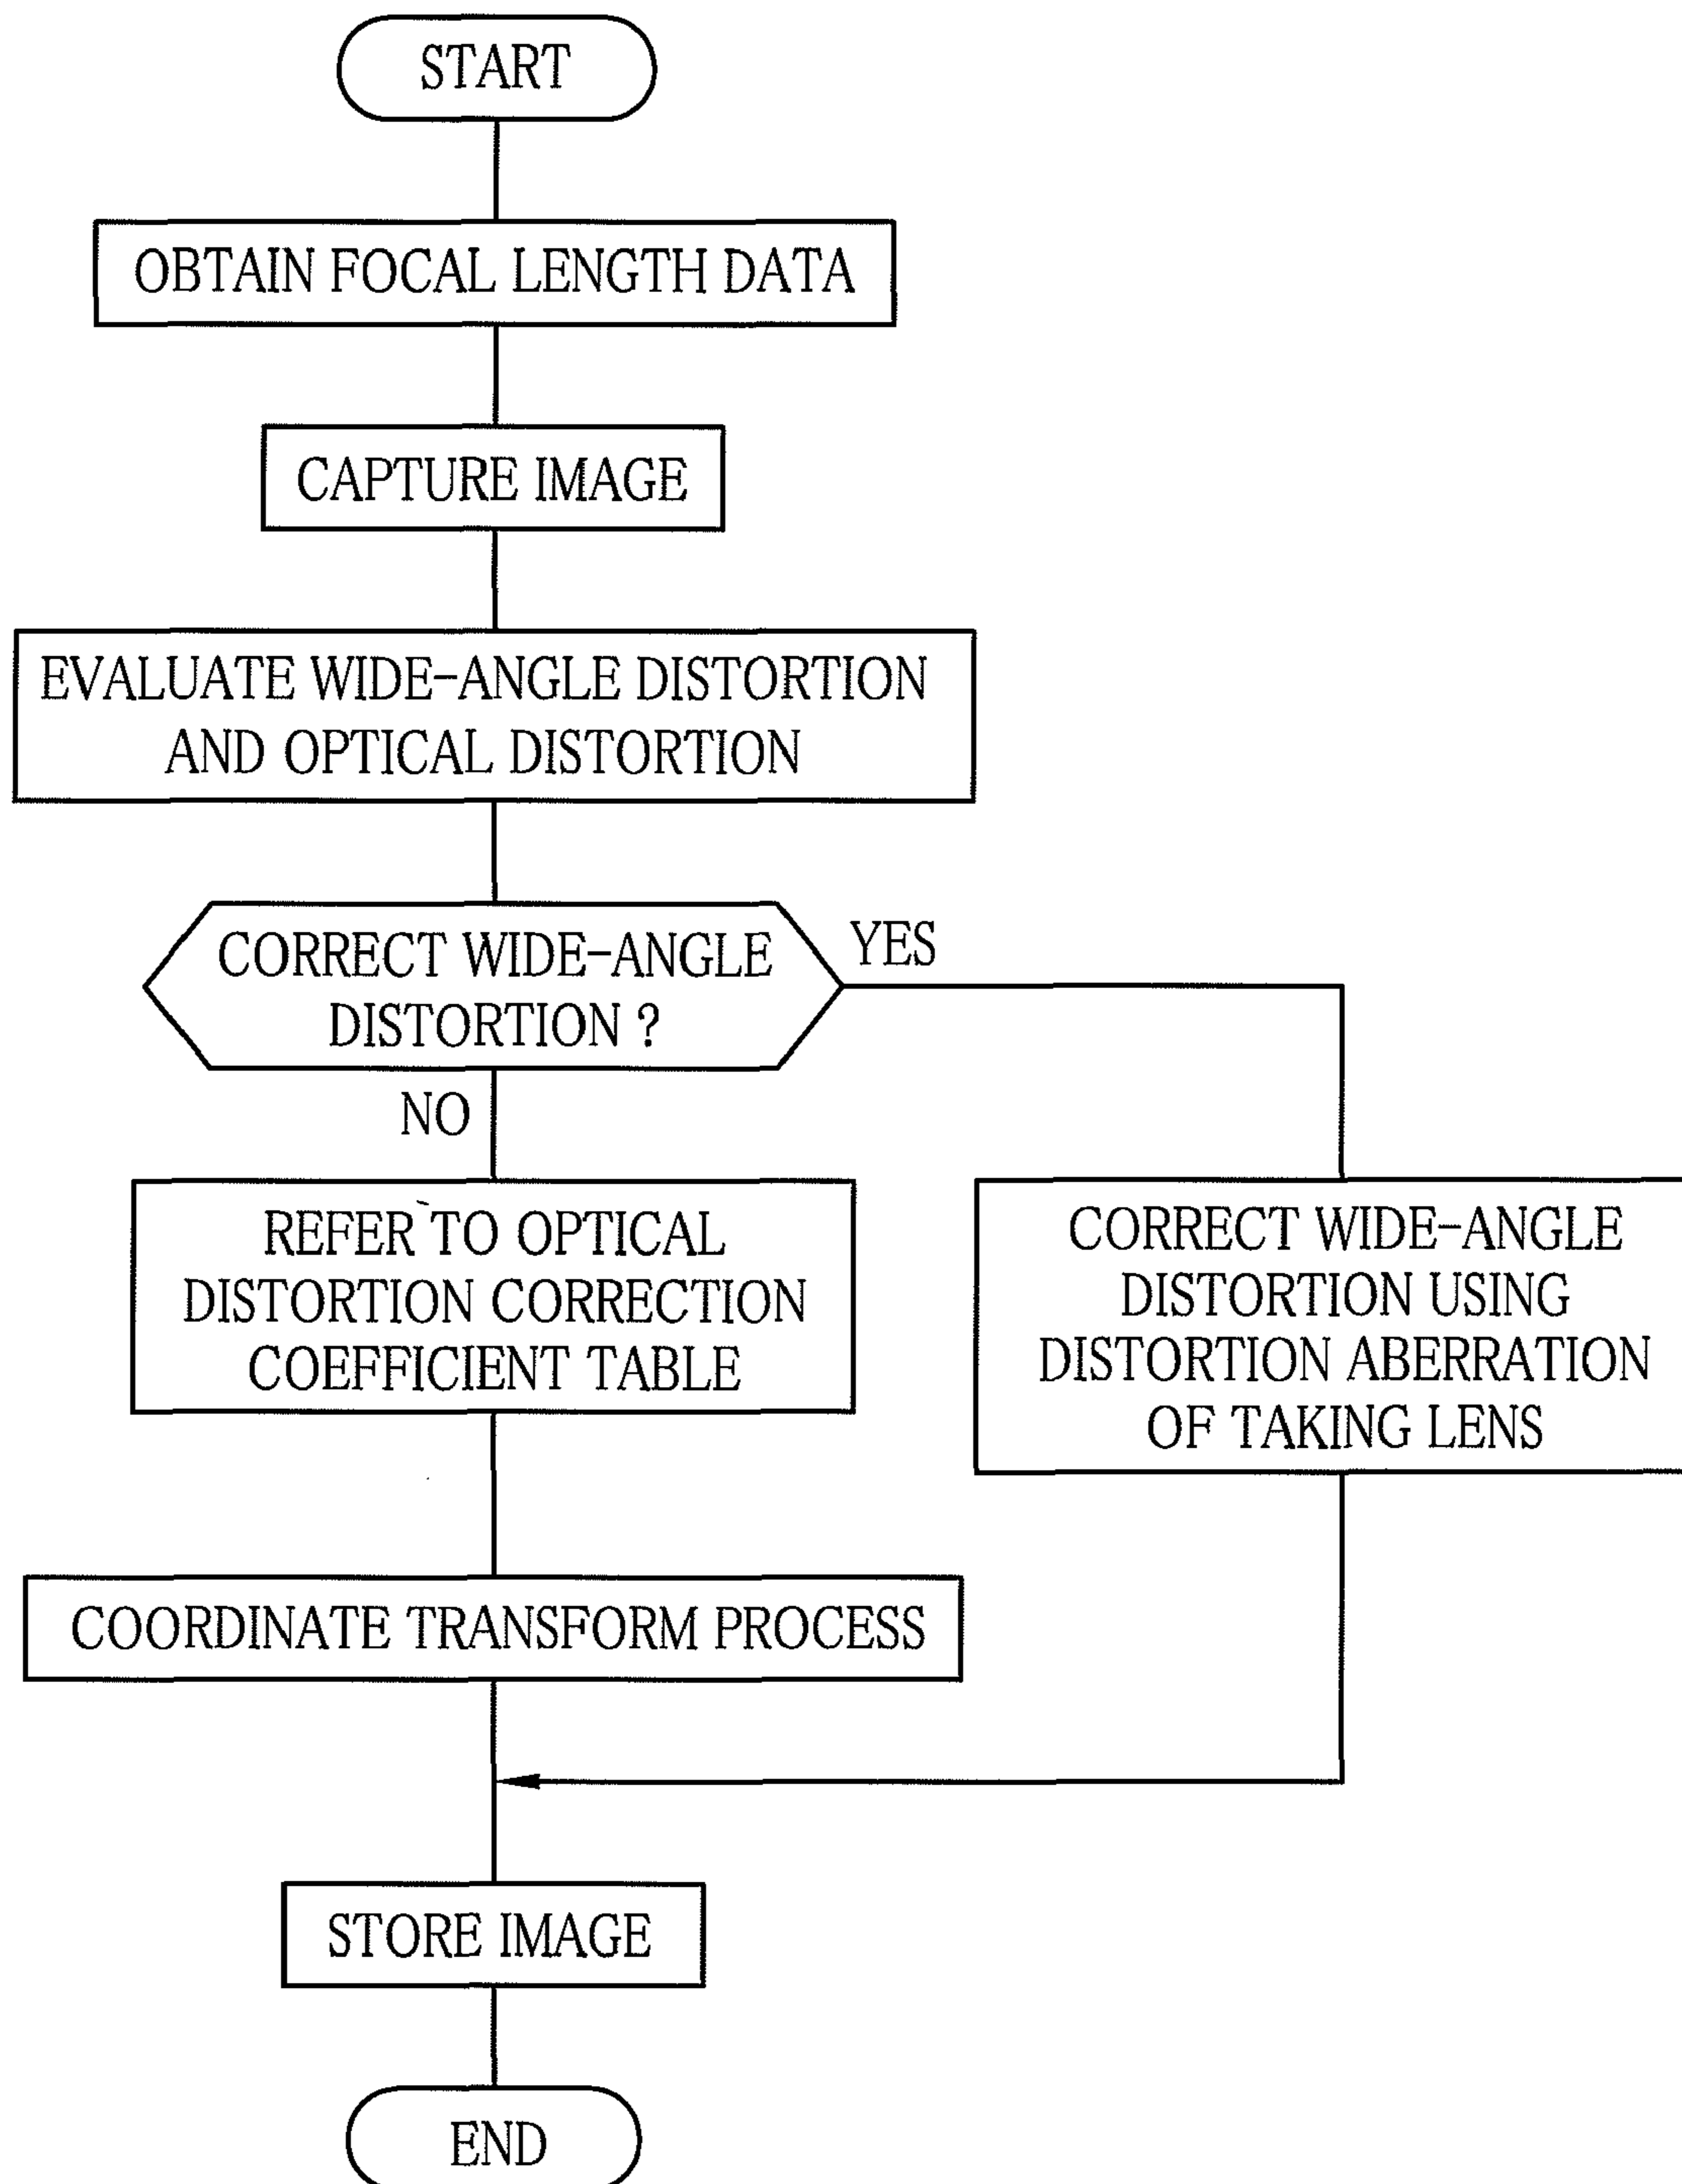 START
OBTAIN FOCAL LENGTH DATA
CAPTURE IMAGE
EVALUATE WIDE-ANGLE DISTORTION
AND OPTICAL DISTORTION
CORRECT WIDE-ANGLE
DISTORTION ?
YES
NO
REFER TO OPTICAL
DISTORTION CORRECTION
COEFFICIENT TABLE
CORRECT WIDE-ANGLE
DISTORTION USING
DISTORTION ABERRATION
OF TAKING LENS
COORDINATE TRANSFORM PROCESS
STORE IMAGE
END